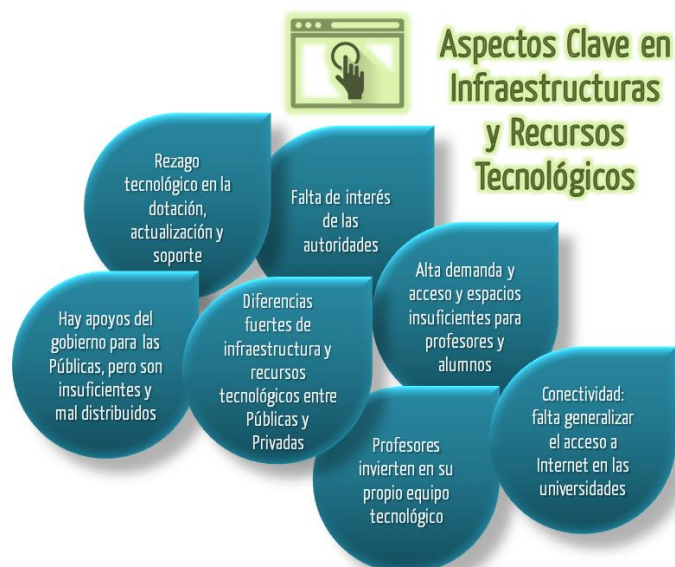 Aspectos Clave en
Infraestructuras
y Recursos
Tecnológicos
Rezago
tecnológico en la
dotación,
actualización y
soporte
Falta de interés
de las
autoridades
Alta demanda y
acceso y espacios
insuficientes para
profesores y
alumnos
Hay apoyos del
gobierno para las
Públicas, pero son
insuficientes y
mal distribuidos
Diferencias
fuertes de
infraestructura y
recursos
tecnológicos entre
Públicas y
Privadas
Conectividad:
falta generalizar
el acceso a
Internet en las
universidades
Profesores
invierten en su
propio equipo
tecnológico